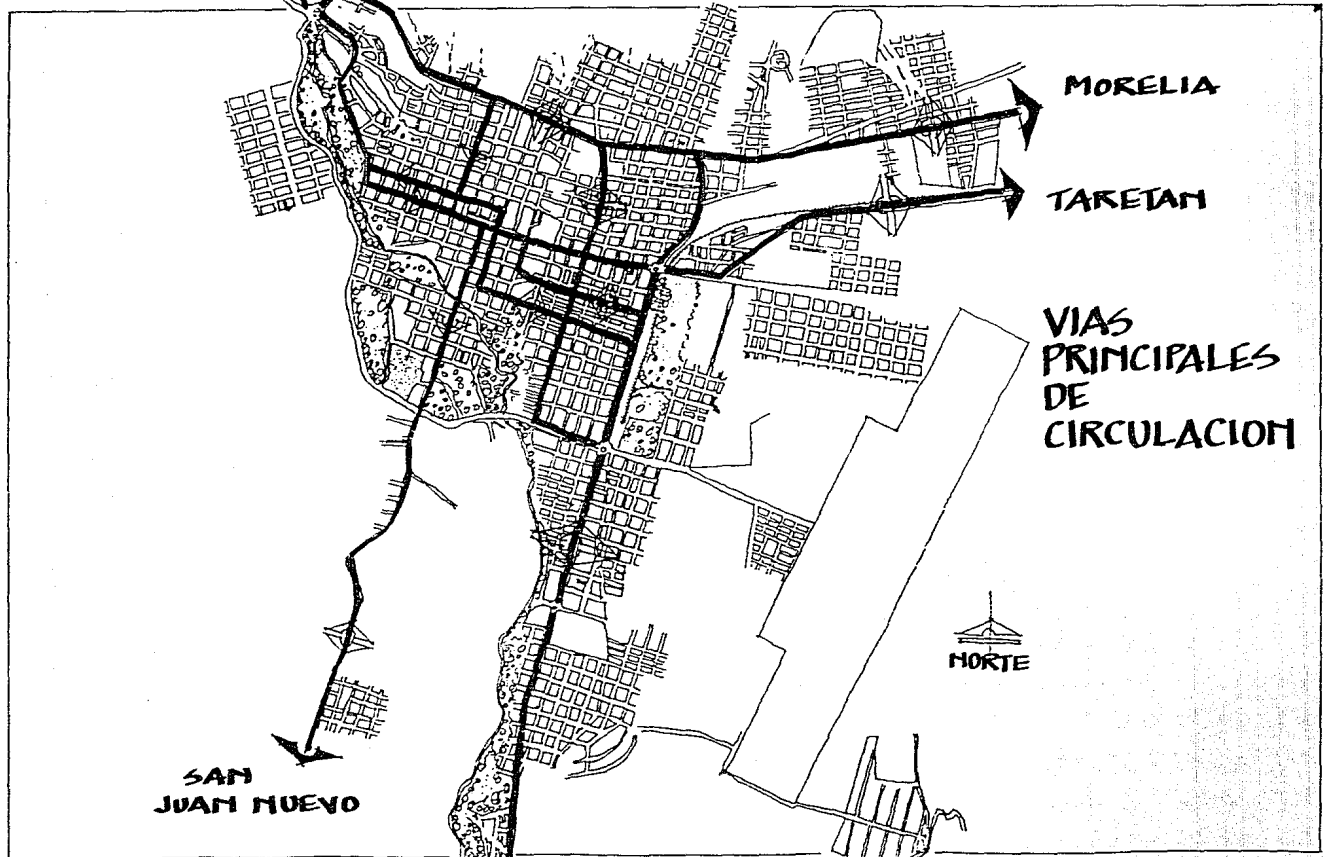 MORELIA
TARETAN
VIAS
PRINCIPALES
DE
CIRCULACION
NORTE
SAN
JUAN NUEVO